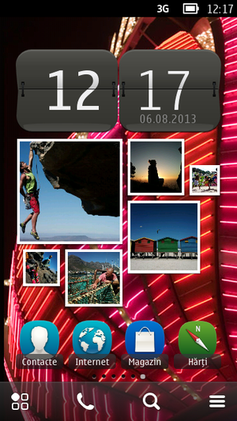 3G 12:17
12 17
06.08.2013
Contacte Internet Magazin Hărți